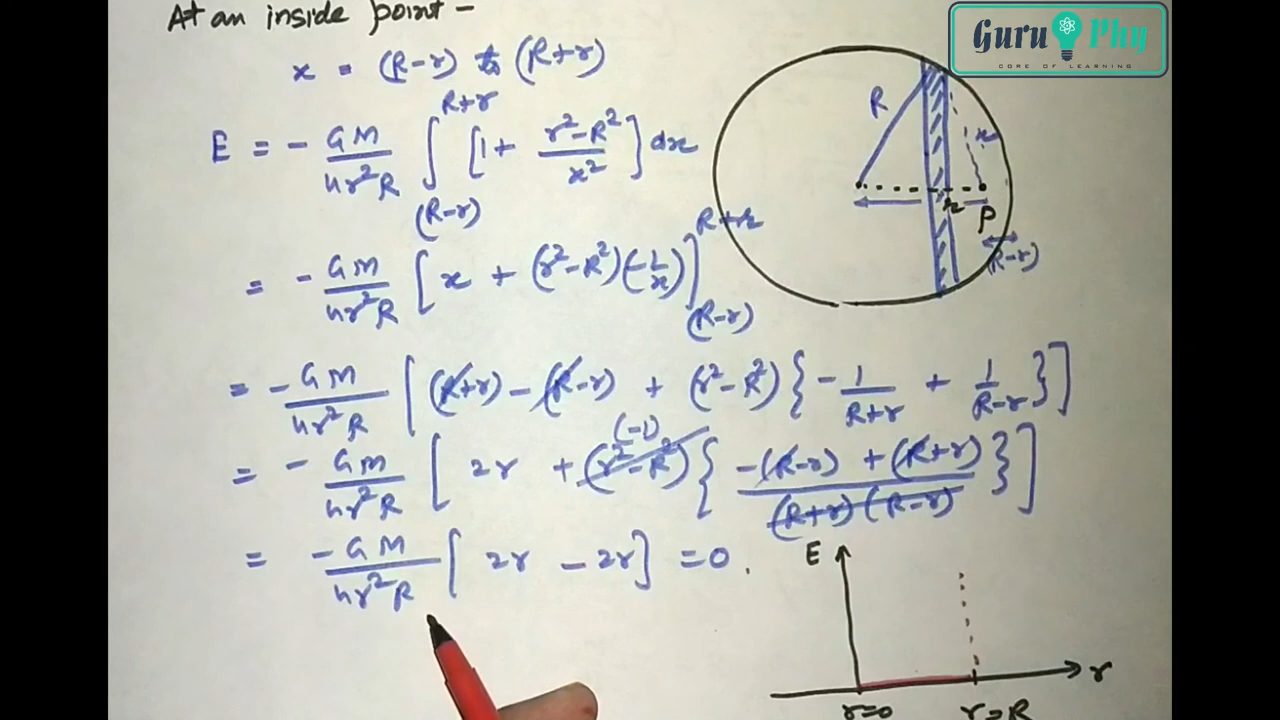 At an inside point -
Guru Phy
CORE OF LEARNING
x = (R-r) to (R+r)
E = - GM/4r²R ∫_(R-r)^{R+r} [1 + (r²-R²)/x²] dx
= - GM/4r²R [x + (r²-R²)(-1/x)]_(R-r)^{R+r}
= - GM/4r²R [(R+r) - (R-r) + (r²-R²){-1/(R+r) + 1/(R-r)}]
(-1)
= - GM/4r²R [2r + (r²-R²){(-(R-r) + (R+r))/((R+r)(R-r))}]
= -GM/4r²R [2r - 2r] = 0.
R
x
r
P
(R-r)
E
r
r=0 r=R